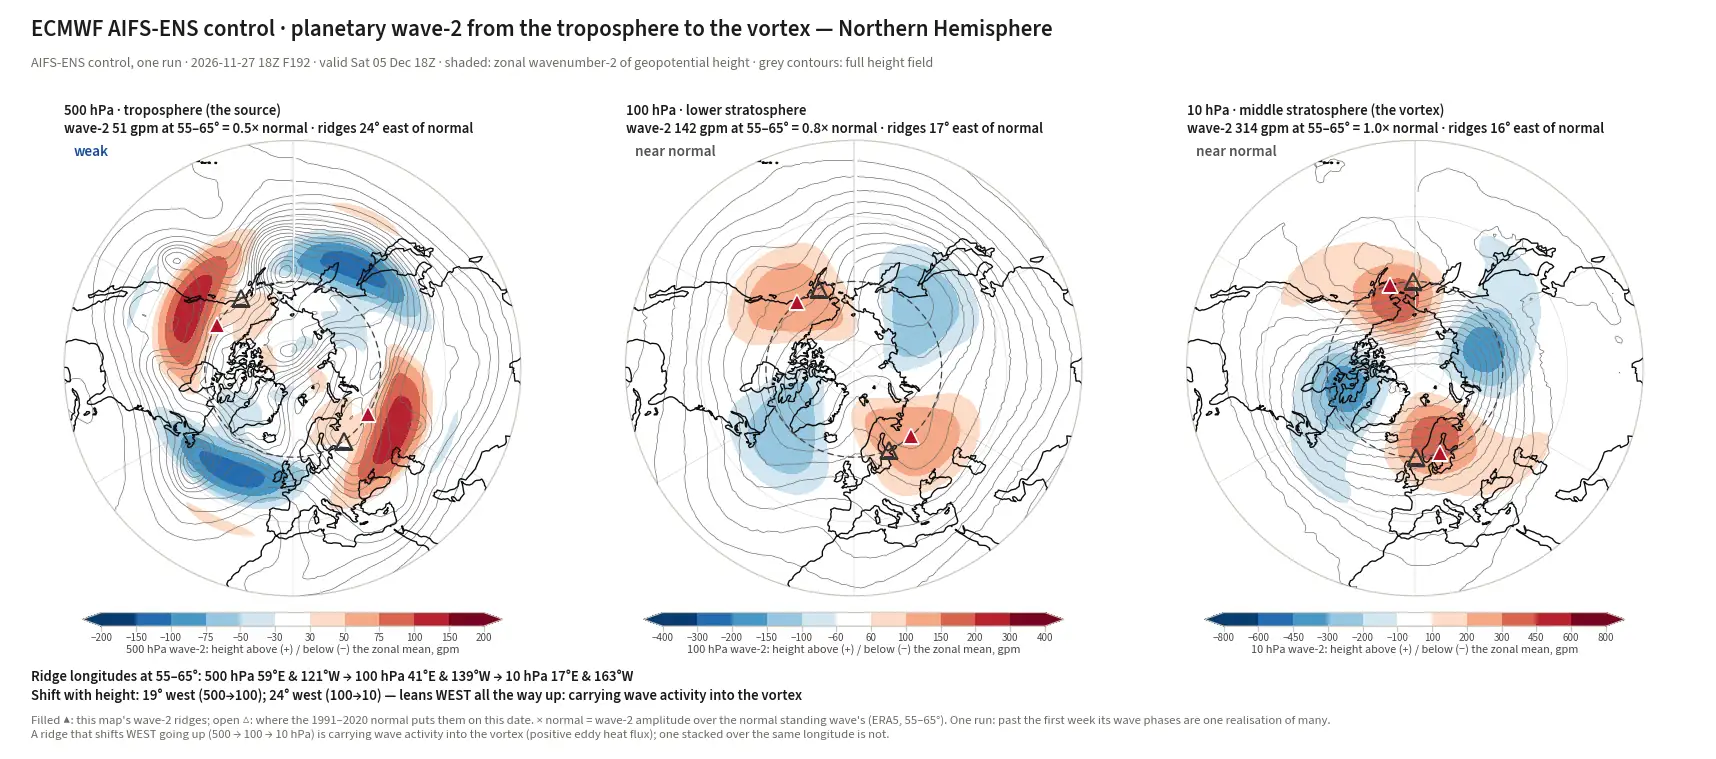 ECMWF AIFS-ENS control · planetary wave-2 from the troposphere to the vortex — Northern Hemisphere
AIFS-ENS control, one run · 2026-11-27 18Z F192 · valid Sat 05 Dec 18Z · shaded: zonal wavenumber-2 of geopotential height · grey contours: full height field
500 hPa · troposphere (the source)
wave-2 51 gpm at 55–65° = 0.5× normal · ridges 24° east of normal
weak
100 hPa · lower stratosphere
wave-2 142 gpm at 55–65° = 0.8× normal · ridges 17° east of normal
near normal
10 hPa · middle stratosphere (the vortex)
wave-2 314 gpm at 55–65° = 1.0× normal · ridges 16° east of normal
near normal
−200 −150 −100 −75 −50 −30 30 50 75 100 150 200
500 hPa wave-2: height above (+) / below (−) the zonal mean, gpm
−400 −300 −200 −150 −100 −60 60 100 150 200 300 400
100 hPa wave-2: height above (+) / below (−) the zonal mean, gpm
−800 −600 −450 −300 −200 −100 100 200 300 450 600 800
10 hPa wave-2: height above (+) / below (−) the zonal mean, gpm
Ridge longitudes at 55–65°: 500 hPa 59°E & 121°W → 100 hPa 41°E & 139°W → 10 hPa 17°E & 163°W
Shift with height: 19° west (500→100); 24° west (100→10) — leans WEST all the way up: carrying wave activity into the vortex
Filled ▲: this map's wave-2 ridges; open △: where the 1991–2020 normal puts them on this date. × normal = wave-2 amplitude over the normal standing wave's (ERA5, 55–65°). One run: past the first week its wave phases are one realisation of many.
A ridge that shifts WEST going up (500 → 100 → 10 hPa) is carrying wave activity into the vortex (positive eddy heat flux); one stacked over the same longitude is not.